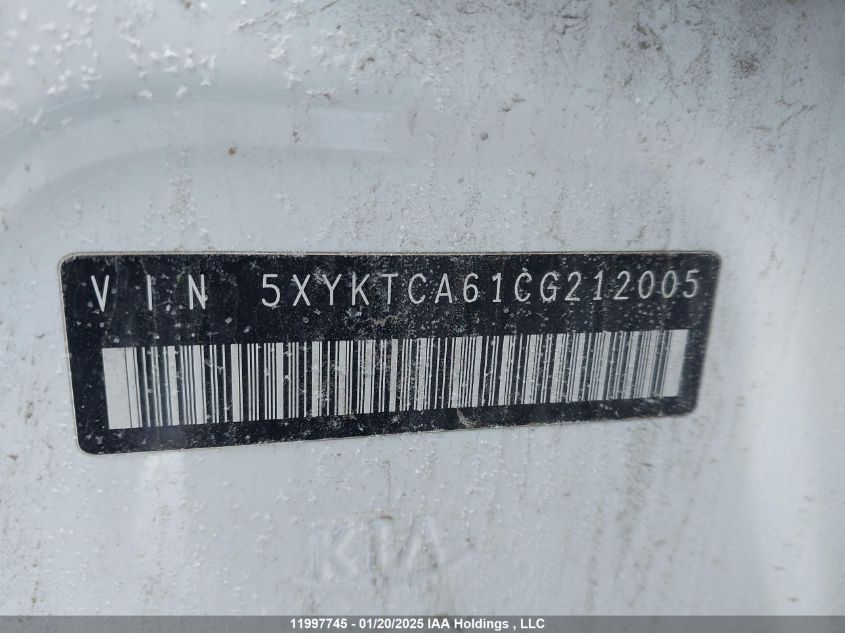 VIN 5XYKTCA61CG212005
KIA
11997745 - 01/20/2025 IAA Holdings , LLC